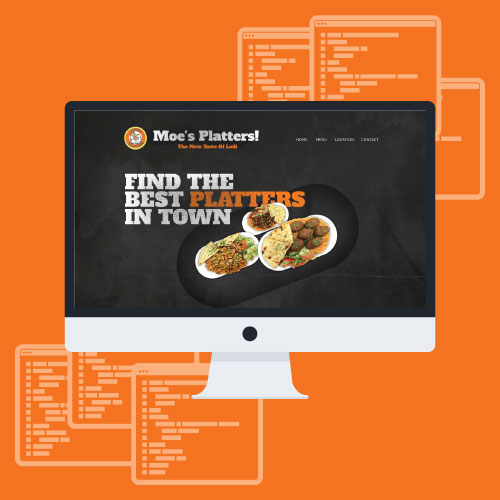 Moe's Platters!
The New Taste Of Lodi
HOME MENU LOCATION CONTACT
FIND THE
BEST PLATTERS
IN TOWN